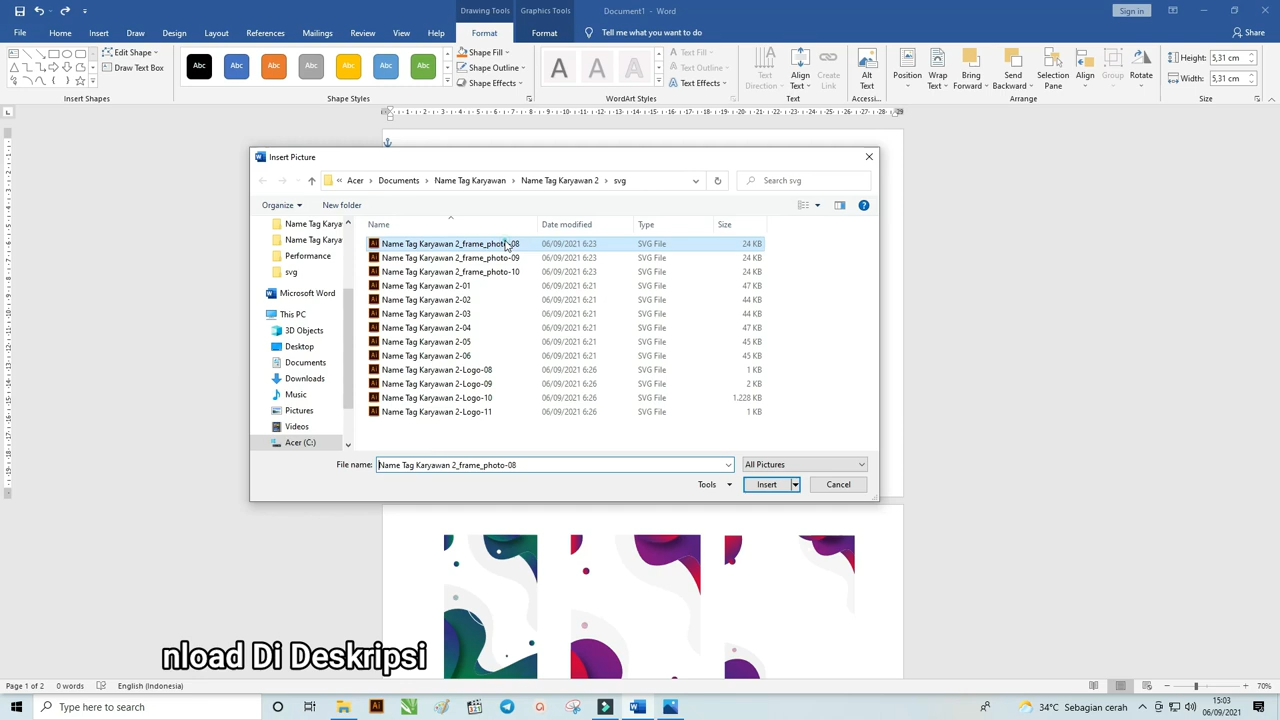 Drawing Tools Graphics Tools Document1 - Word Sign in
File Home Insert Draw Design Layout References Mailings Review View Help Format Format Tell me what you want to do Share
Edit Shape
Draw Text Box
Insert Shapes
Abc Abc Abc Abc Abc Abc Abc
Shape Styles
Shape Fill
Shape Outline
Shape Effects
A A A
WordArt Styles
Text Fill
Text Outline
Text Effects
Text Direction
Align Text
Create Link
Text
Alt Text
Accessi...
Position
Wrap Text
Bring Forward
Send Backward
Selection Pane
Align
Group
Rotate
Arrange
Height: 5,31 cm
Width: 5,31 cm
Size
Insert Picture
Acer Documents Name Tag Karyawan Name Tag Karyawan 2 svg Search svg
Organize New folder
Name Date modified Type Size
Name Tag Karya
Name Tag Karya
Performance
svg
Microsoft Word
This PC
3D Objects
Desktop
Documents
Downloads
Music
Pictures
Videos
Acer (C:)
Name Tag Karyawan 2_frame_photo-08 06/09/2021 6:23 SVG File 24 KB
Name Tag Karyawan 2_frame_photo-09 06/09/2021 6:23 SVG File 24 KB
Name Tag Karyawan 2_frame_photo-10 06/09/2021 6:23 SVG File 24 KB
Name Tag Karyawan 2-01 06/09/2021 6:21 SVG File 47 KB
Name Tag Karyawan 2-02 06/09/2021 6:21 SVG File 44 KB
Name Tag Karyawan 2-03 06/09/2021 6:21 SVG File 44 KB
Name Tag Karyawan 2-04 06/09/2021 6:21 SVG File 47 KB
Name Tag Karyawan 2-05 06/09/2021 6:21 SVG File 45 KB
Name Tag Karyawan 2-06 06/09/2021 6:21 SVG File 45 KB
Name Tag Karyawan 2-Logo-08 06/09/2021 6:26 SVG File 1 KB
Name Tag Karyawan 2-Logo-09 06/09/2021 6:26 SVG File 2 KB
Name Tag Karyawan 2-Logo-10 06/09/2021 6:26 SVG File 1.228 KB
Name Tag Karyawan 2-Logo-11 06/09/2021 6:26 SVG File 1 KB
File name: Name Tag Karyawan 2_frame_photo-08 All Pictures
Tools Insert Cancel
nload Di Deskripsi
Page 1 of 2 0 words English (Indonesia) 70%
Type here to search 34°C Sebagian cerah 15:03
06/09/2021